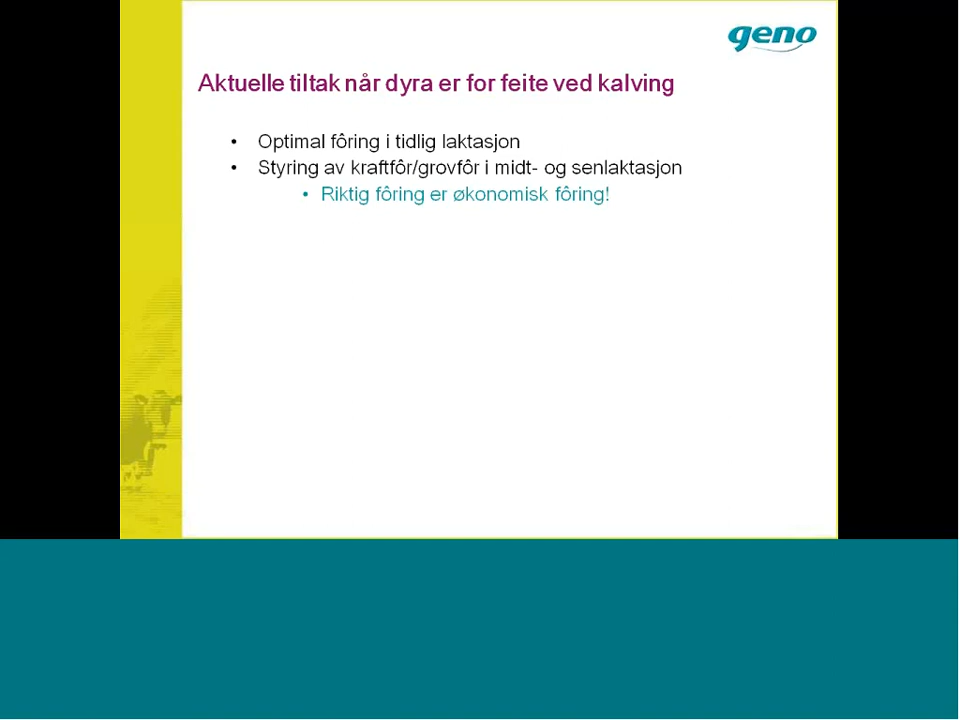 geno
Aktuelle tiltak når dyra er for feite ved kalving
• Optimal fôring i tidlig laktasjon
• Styring av kraftfôr/grovfôr i midt- og senlaktasjon
• Riktig fôring er økonomisk fôring!